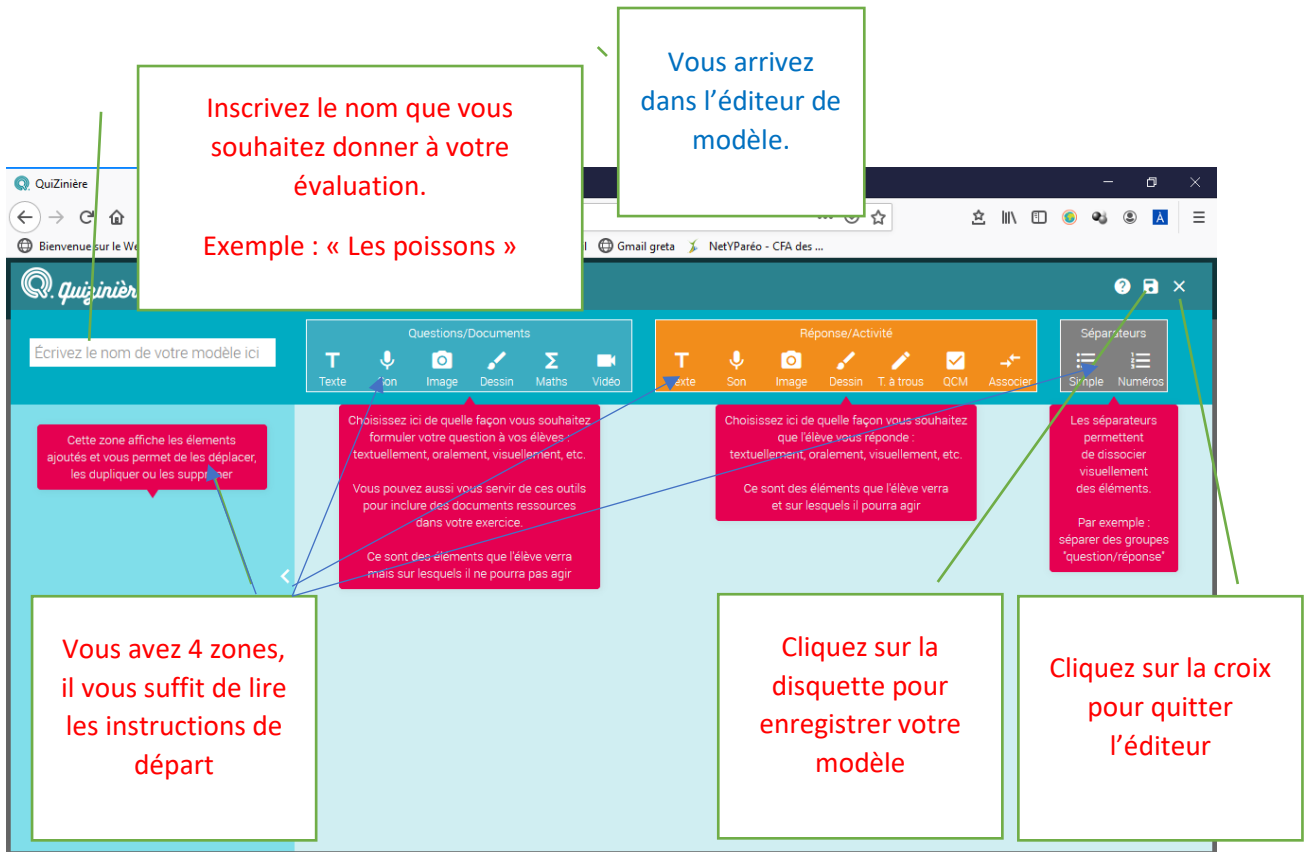 Vous arrivez
dans l’éditeur de
modèle.
Inscrivez le nom que vous
souhaitez donner à votre
évaluation.
Exemple : « Les poissons »
QuiZinière
Bienvenue sur le We
Gmail greta
NetYParéo - CFA des ...
Quizinièr
Écrivez le nom de votre modèle ici
Questions/Documents
Texte Son Image Dessin Maths Vidéo
Réponse/Activité
Texte Son Image Dessin T. à trous QCM Associer
Séparateurs
Simple Numéros
Cette zone affiche les élements
ajoutés et vous permet de les déplacer,
les dupliquer ou les supprimer
Choisissez ici de quelle façon vous souhaitez
formuler votre question à vos élèves :
textuellement, oralement, visuellement, etc.
Vous pouvez aussi vous servir de ces outils
pour inclure des documents ressources
dans votre exercice.
Ce sont des éléments que l'élève verra
mais sur lesquels il ne pourra pas agir
Choisissez ici de quelle façon vous souhaitez
que l'élève vous réponde :
textuellement, oralement, visuellement, etc.
Ce sont des éléments que l'élève verra
et sur lesquels il pourra agir
Les séparateurs
permettent
de dissocier
visuellement
des éléments.
Par exemple :
séparer des groupes
"question/réponse"
Vous avez 4 zones,
il vous suffit de lire
les instructions de
départ
Cliquez sur la
disquette pour
enregistrer votre
modèle
Cliquez sur la croix
pour quitter
l’éditeur